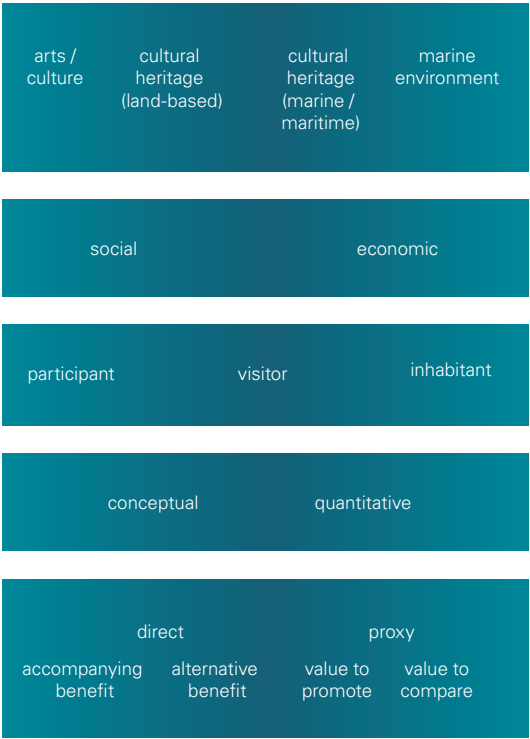 arts /
culture
cultural
heritage
(land-based)
cultural
heritage
(marine /
maritime)
marine
environment
social
economic
participant
visitor
inhabitant
conceptual
quantitative
direct
proxy
accompanying
benefit
alternative
benefit
value to
promote
value to
compare